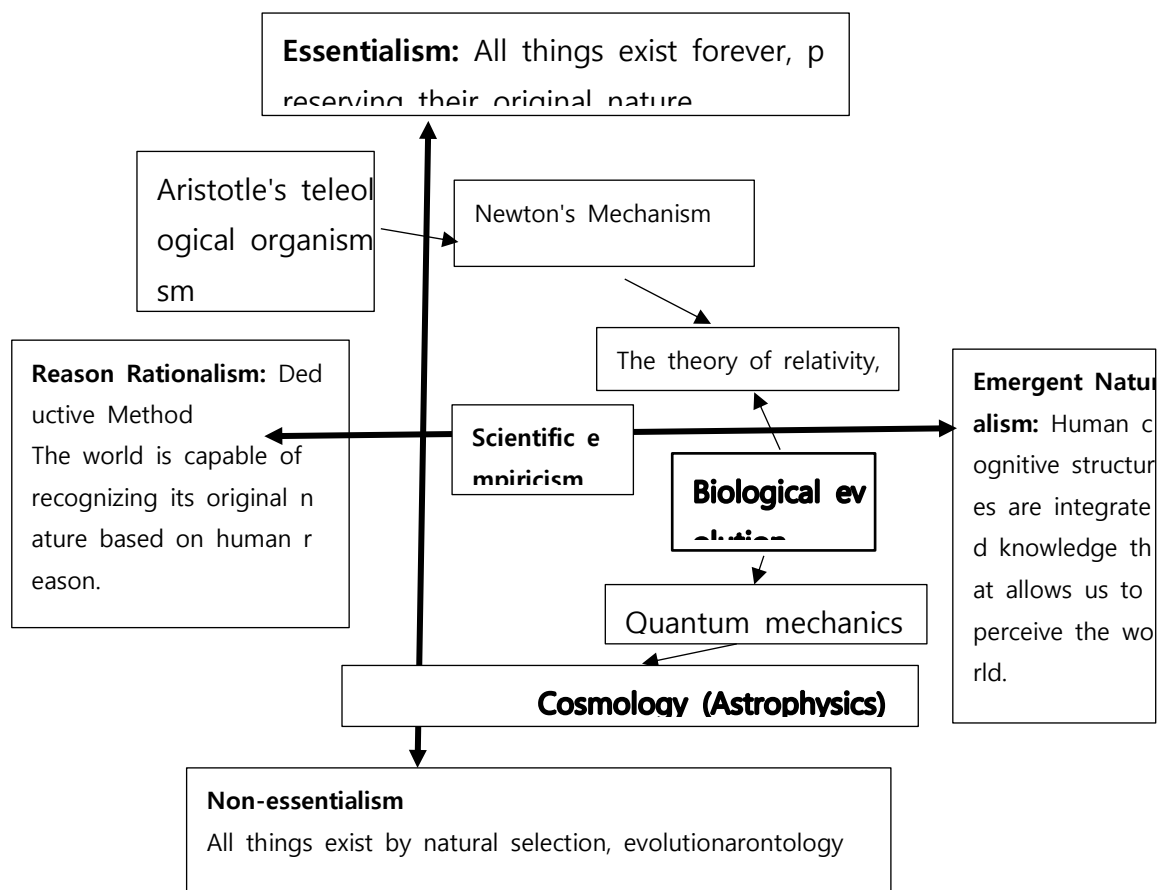 Essentialism: All things exist forever, p
reserving their original nature
Aristotle's teleol
ogical organism
sm
Newton's Mechanism
The theory of relativity,
Reason Rationalism: Ded
uctive Method
The world is capable of
recognizing its original n
ature based on human r
eason.
Scientific e
mpiricism
Biological ev
olution
Emergent Natur
alism: Human c
ognitive structur
es are integrate
d knowledge th
at allows us to
perceive the wo
rld.
Quantum mechanics
Cosmology (Astrophysics)
Non-essentialism
All things exist by natural selection, evolutionarontology